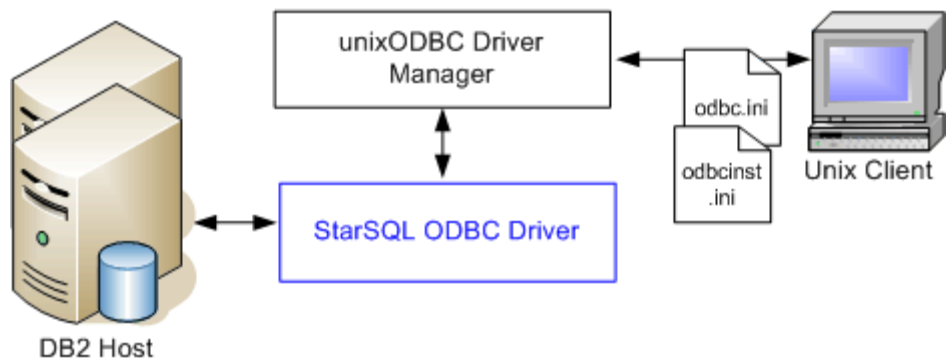 unixODBC Driver
Manager
odbc.ini
odbcinst
.ini
Unix Client
StarSQL ODBC Driver
DB2 Host